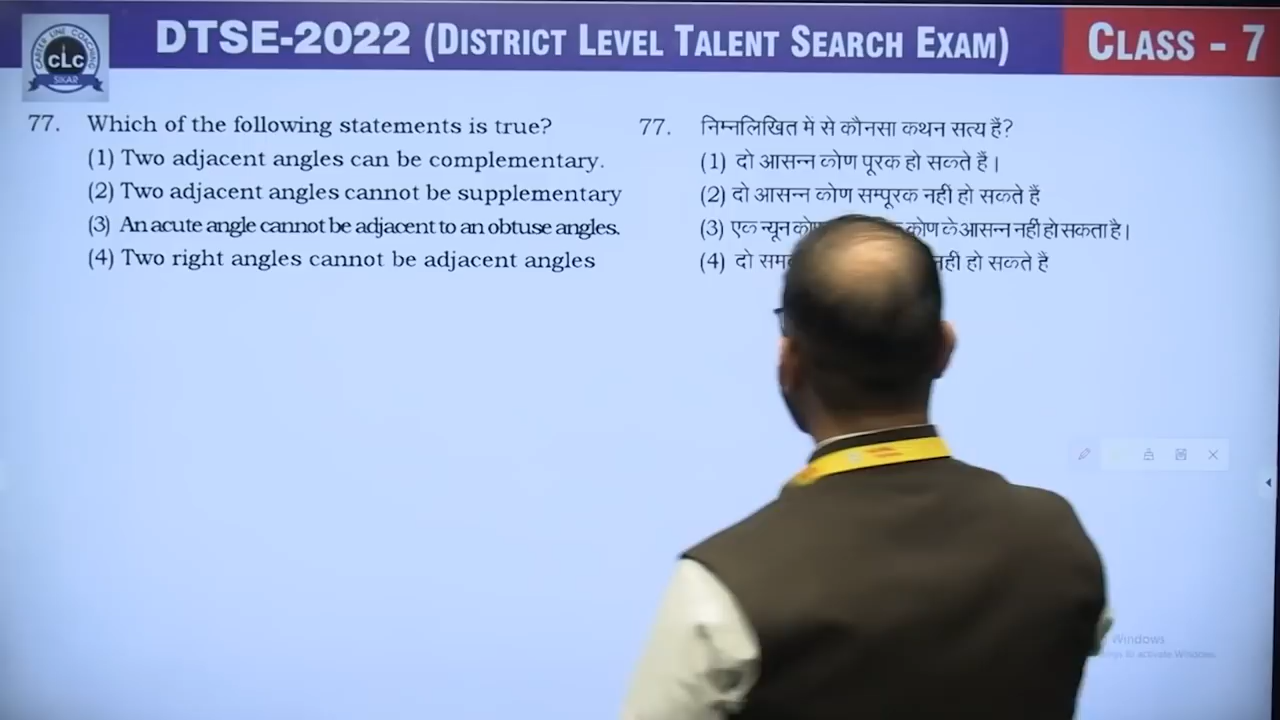 CAREER LINE COACHING
CLC
SIKAR
DTSE-2022 (DISTRICT LEVEL TALENT SEARCH EXAM)
CLASS - 7
77. Which of the following statements is true?
(1) Two adjacent angles can be complementary.
(2) Two adjacent angles cannot be supplementary
(3) An acute angle cannot be adjacent to an obtuse angles.
(4) Two right angles cannot be adjacent angles
77. निम्नलिखित में से कौनसा कथन सत्य हैं?
(1) दो आसन्न कोण पूरक हो सकते हैं।
(2) दो आसन्न कोण सम्पूरक नहीं हो सकते हैं
(3) एक न्यून कोण के आसन्न नहीं हो सकता है।
(4) दो नहीं हो सकते हैं
Windows
to activate Windows.